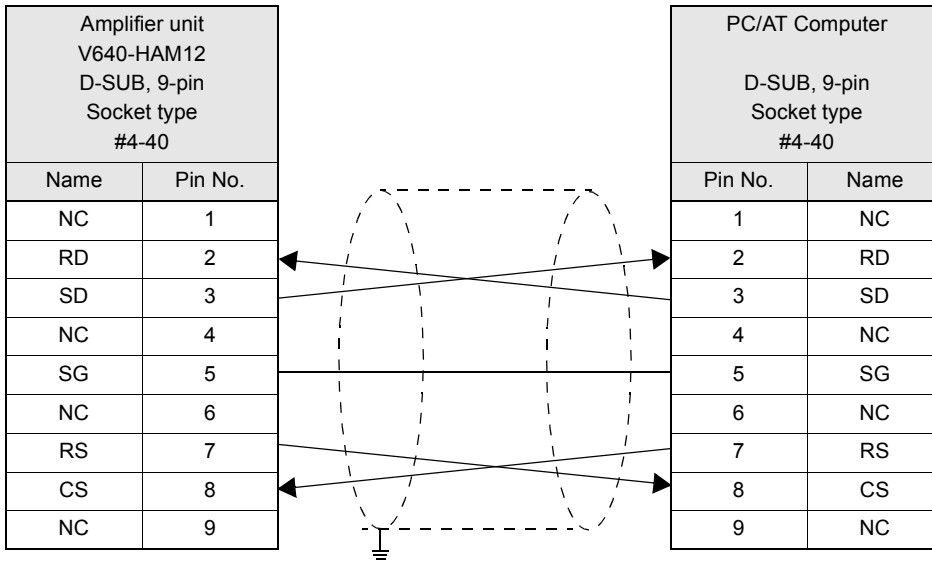 Amplifier unit
V640-HAM12
D-SUB, 9-pin
Socket type
#4-40
Name Pin No.
NC 1
RD 2
SD 3
NC 4
SG 5
NC 6
RS 7
CS 8
NC 9
PC/AT Computer
D-SUB, 9-pin
Socket type
#4-40
Pin No. Name
1 NC
2 RD
3 SD
4 NC
5 SG
6 NC
7 RS
8 CS
9 NC